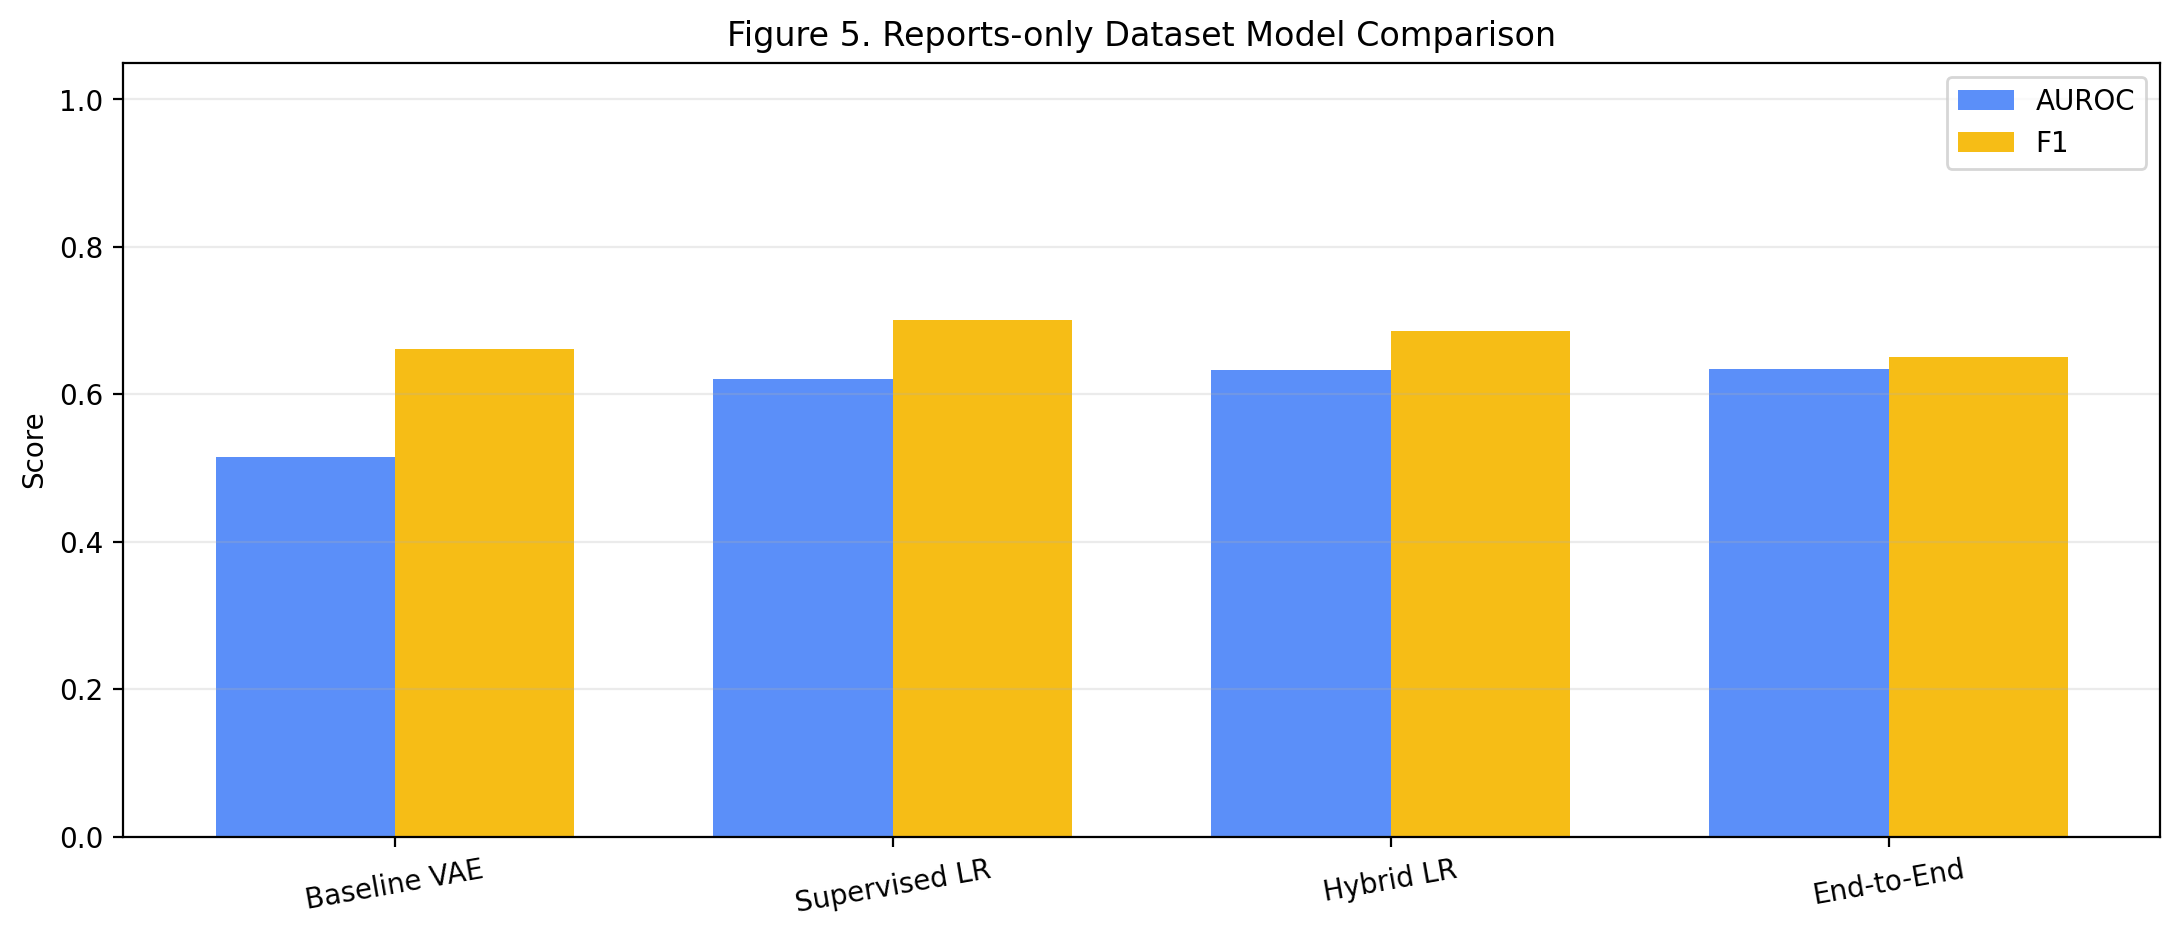 Figure 5. Reports-only Dataset Model Comparison
AUROC
F1
Score
1.0
0.8
0.6
0.4
0.2
0.0
Baseline VAE
Supervised LR
Hybrid LR
End-to-End